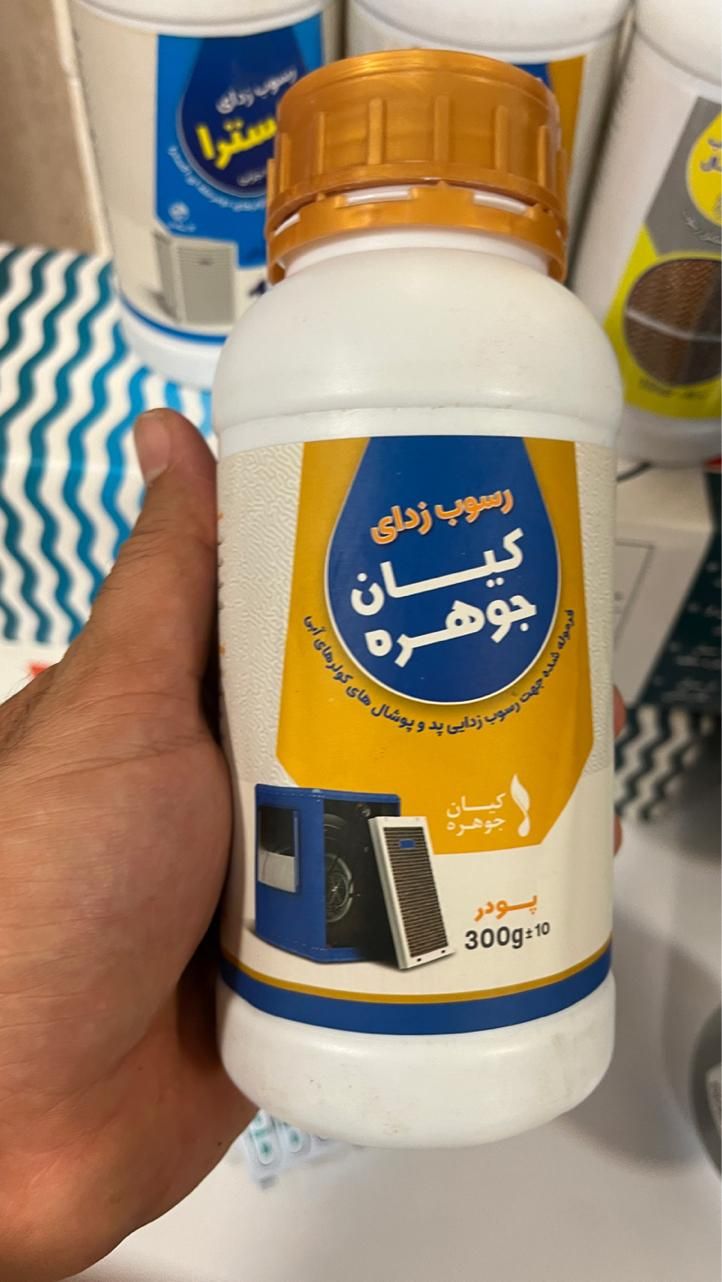 رسوب زدای
رسوب زدای
کیان
جوهره
فرموله شده جهت رسوب زدایی پد و پوشال های کولرهای آبی
کیان
جوهره
پودر
300g±10